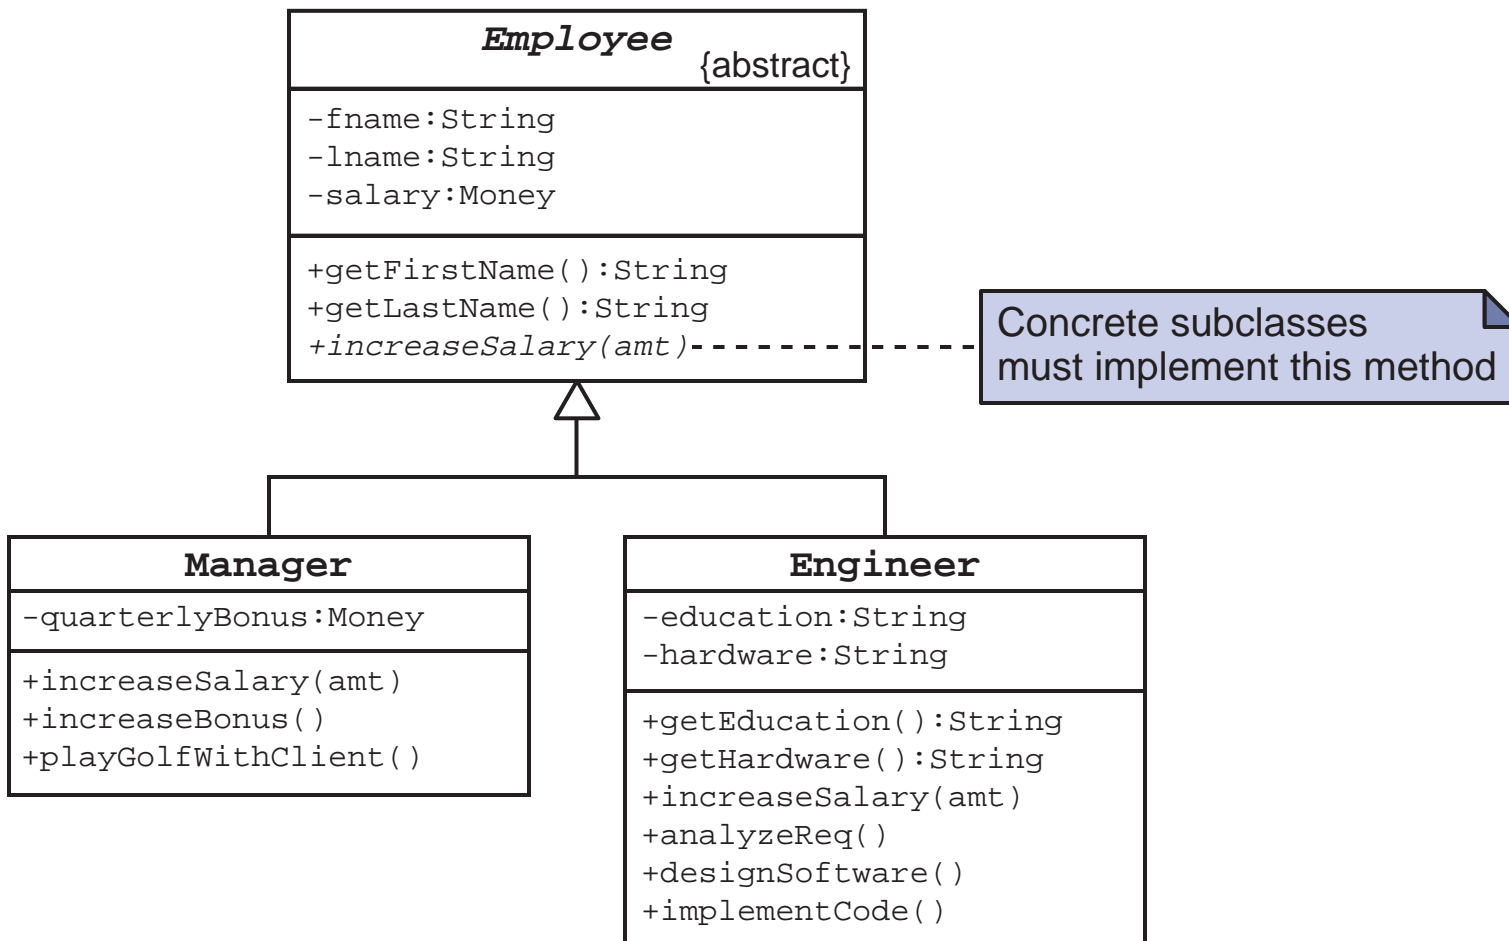 Employee
{abstract}
-fname:String
-lname:String
-salary:Money
+getFirstName():String
+getLastName():String
+increaseSalary(amt)
Concrete subclasses
must implement this method
Manager
-quarterlyBonus:Money
+increaseSalary(amt)
+increaseBonus()
+playGolfWithClient()
Engineer
-education:String
-hardware:String
+getEducation():String
+getHardware():String
+increaseSalary(amt)
+analyzeReq()
+designSoftware()
+implementCode()